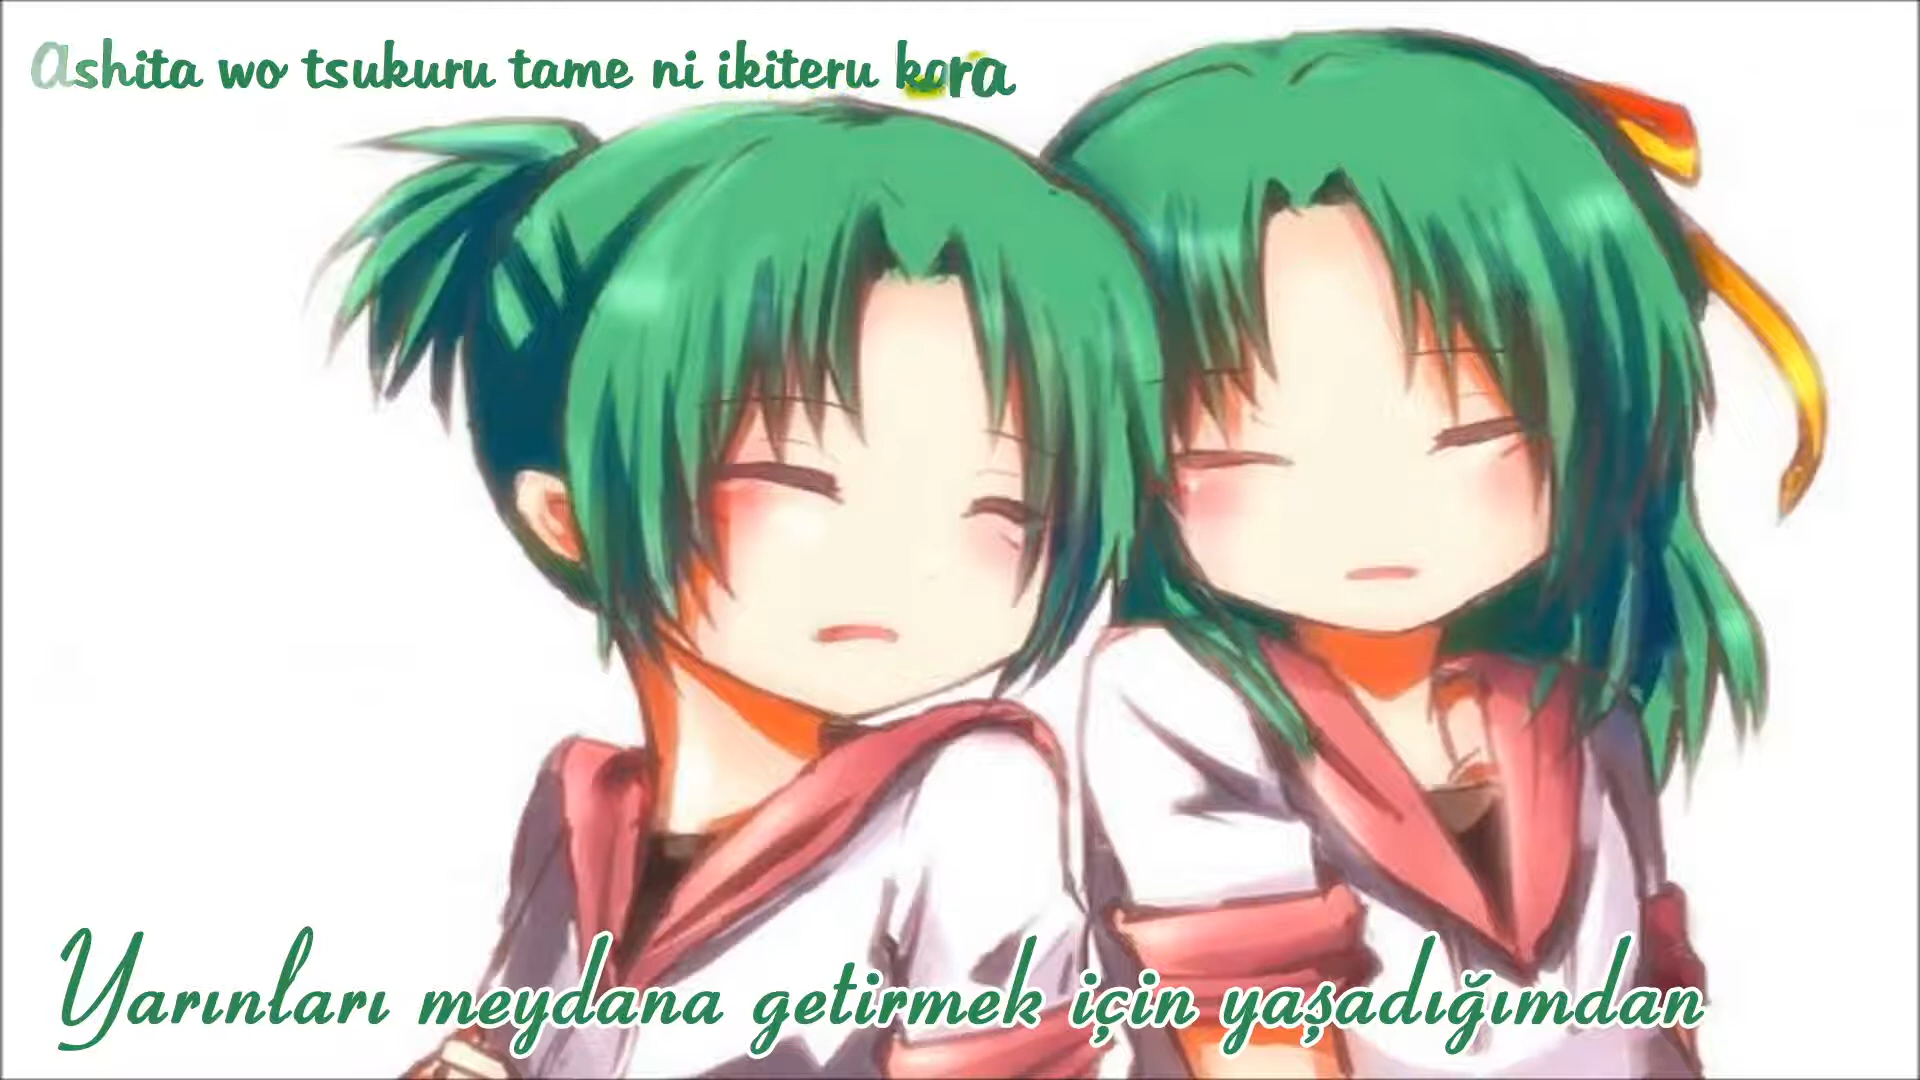 Ashita wo tsukuru tame ni ikiteru kara
Yarınları meydana getirmek için yaşadığımdan